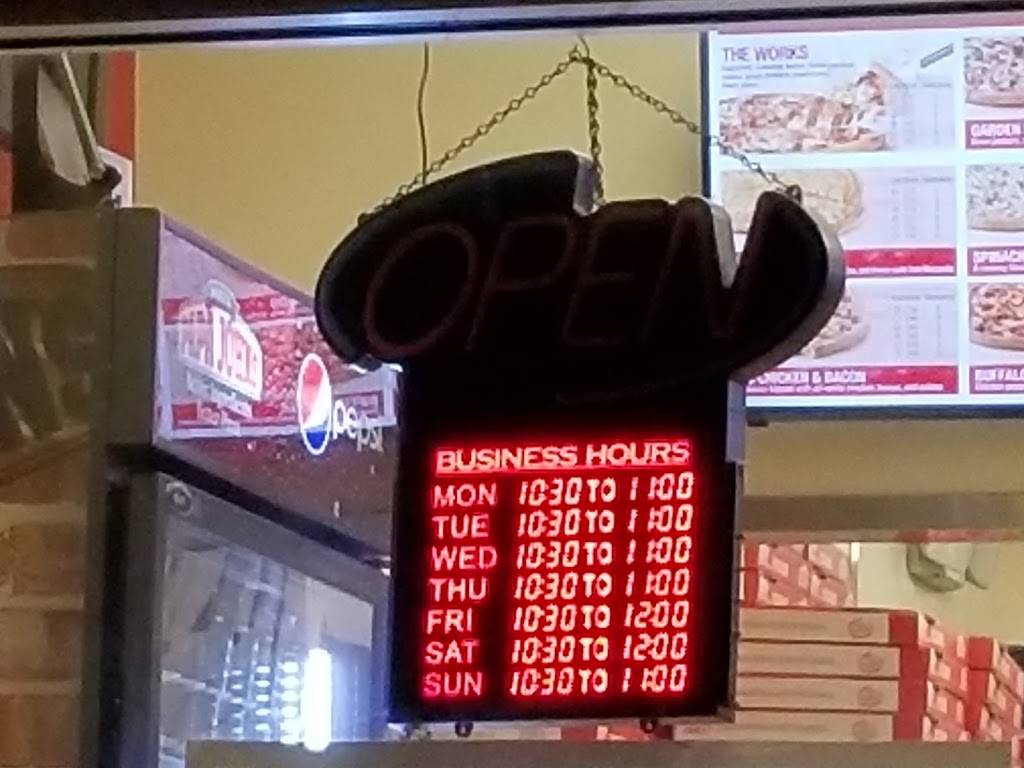 THE WORKS
GARDEN
OPEN
SPINACH
pepsi
CHICKEN & BACON
BUFFALO
BUSINESS HOURS
MON 10:30 TO 11:00
TUE 10:30 TO 11:00
WED 10:30 TO 11:00
THU 10:30 TO 11:00
FRI 10:30 TO 12:00
SAT 10:30 TO 12:00
SUN 10:30 TO 11:00